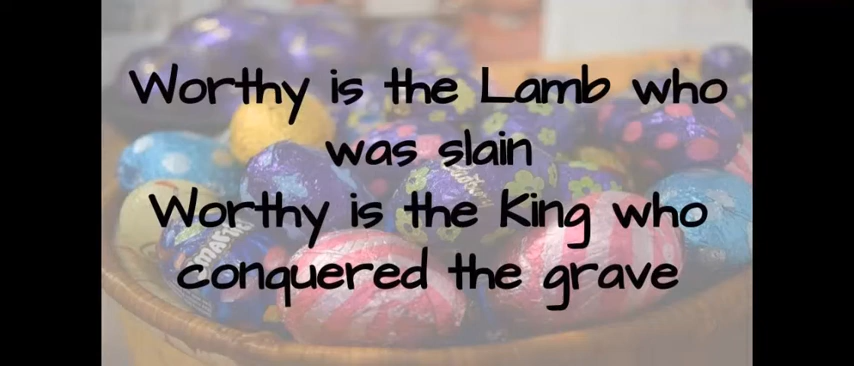 Worthy is the Lamb who
was slain
Worthy is the King who
conquered the grave